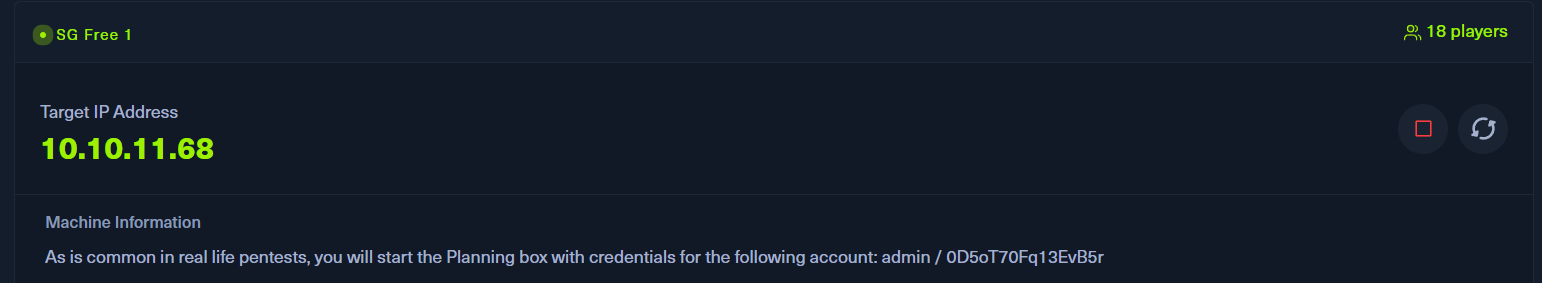 SG Free 1
18 players
Target IP Address
10.10.11.68
Machine Information
As is common in real life pentests, you will start the Planning box with credentials for the following account: admin / 0D5oT70Fq13EvB5r